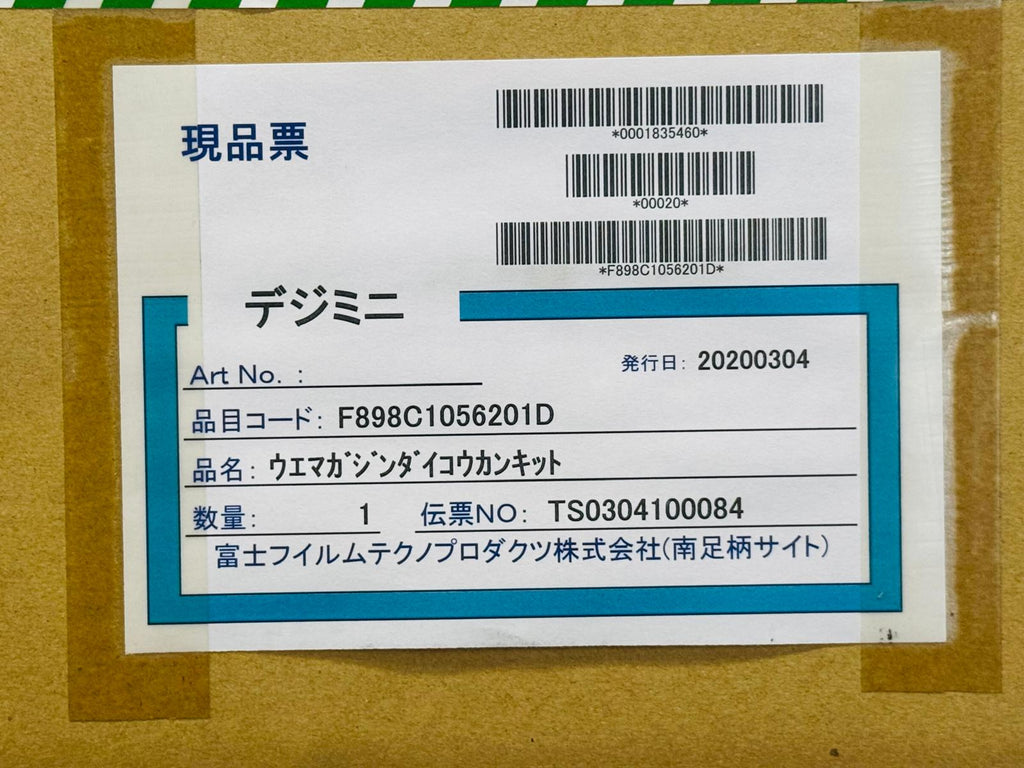 現品票
*0001835460*
*00020*
*F898C1056201D*
デジミニ
Art No. :
発行日: 20200304
品目コード: F898C1056201D
品名: ウエマガジンダイコウカンキット
数量: 1 伝票NO: TS0304100084
富士フイルムテクノプロダクツ株式会社(南足柄サイト)